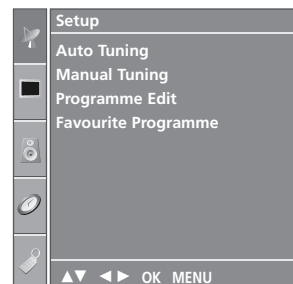 Setup
Auto Tuning
Manual Tuning
Programme Edit
Favourite Programme
▲▼ ◄► OK MENU